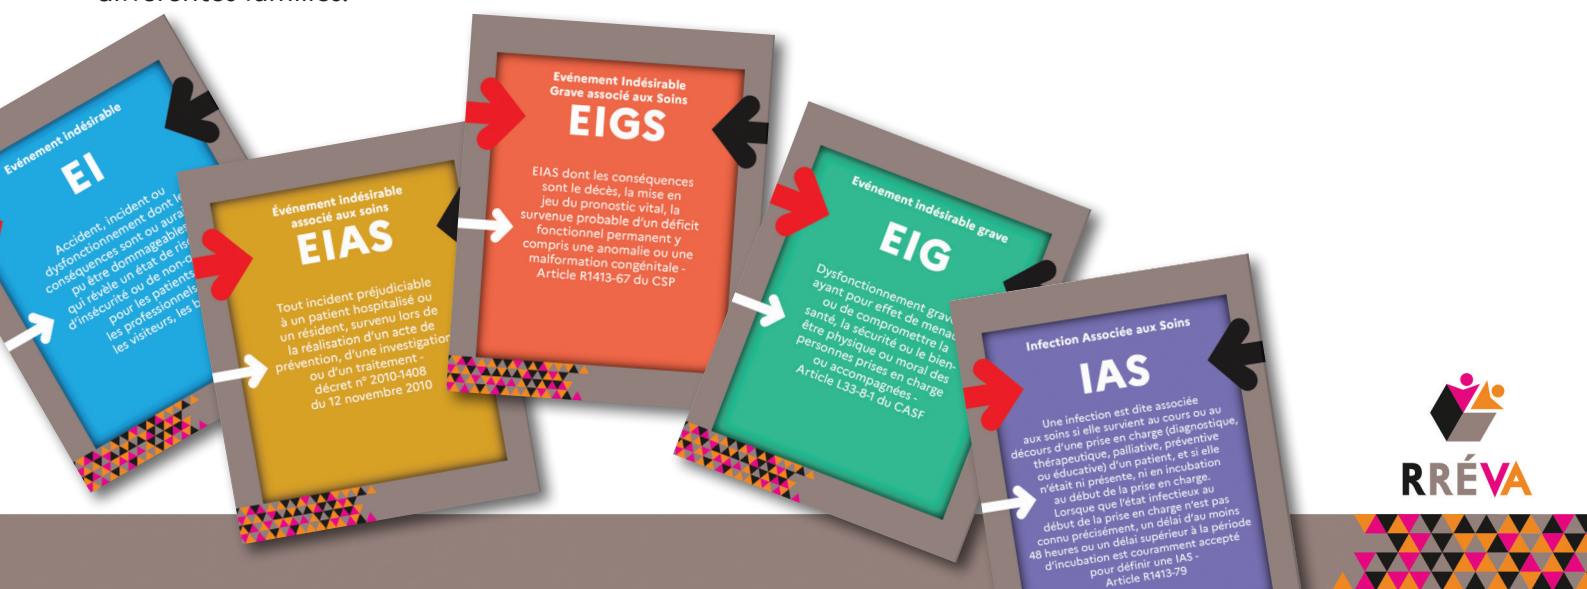 différentes familles.
Evénement indésirable
EI
Accident, incident ou
dysfonctionnement dont
conséquences sont ou
pu être dommageables
qui révèle un état de
d'insécurité ou de
pour les patients
les professionnels
les visiteurs, les
Événement indésirable
associé aux soins
EIAS
Tout incident préjudiciable
à un patient hospitalisé ou
un résident, survenu lors de
la réalisation d'un acte de
prévention, d'une investigation
ou d'un traitement -
décret n° 2010-1408
du 12 novembre 2010
Evénement Indésirable
Grave associé aux Soins
EIGS
EIAS dont les conséquences
sont le décès, la mise en
jeu du pronostic vital, la
survenue probable d'un déficit
fonctionnel permanent y
compris une anomalie ou une
malformation congénitale -
Article R1413-67 du CSP
Evénement indésirable grave
EIG
Dysfonctionnement
ayant pour effet de
ou de compromettre la
santé, la sécurité ou le bien-
être physique ou moral des
personnes prises en charge
ou accompagnées -
Article L33-8-1 du CASF
Infection Associée aux Soins
IAS
Une infection est dite associée
aux soins si elle survient au cours ou au
décours d'une prise en charge (diagnostique,
thérapeutique, palliative, préventive
ou éducative) d'un patient, et si elle
n'était ni présente, ni en incubation
au début de la prise en charge.
Lorsque que l'état infectieux au
début de la prise en charge n'est pas
connu précisément, un délai d'au moins
48 heures ou un délai supérieur à la période
d'incubation est couramment accepté
pour définir une IAS -
Article R1413-79
RRÉVA